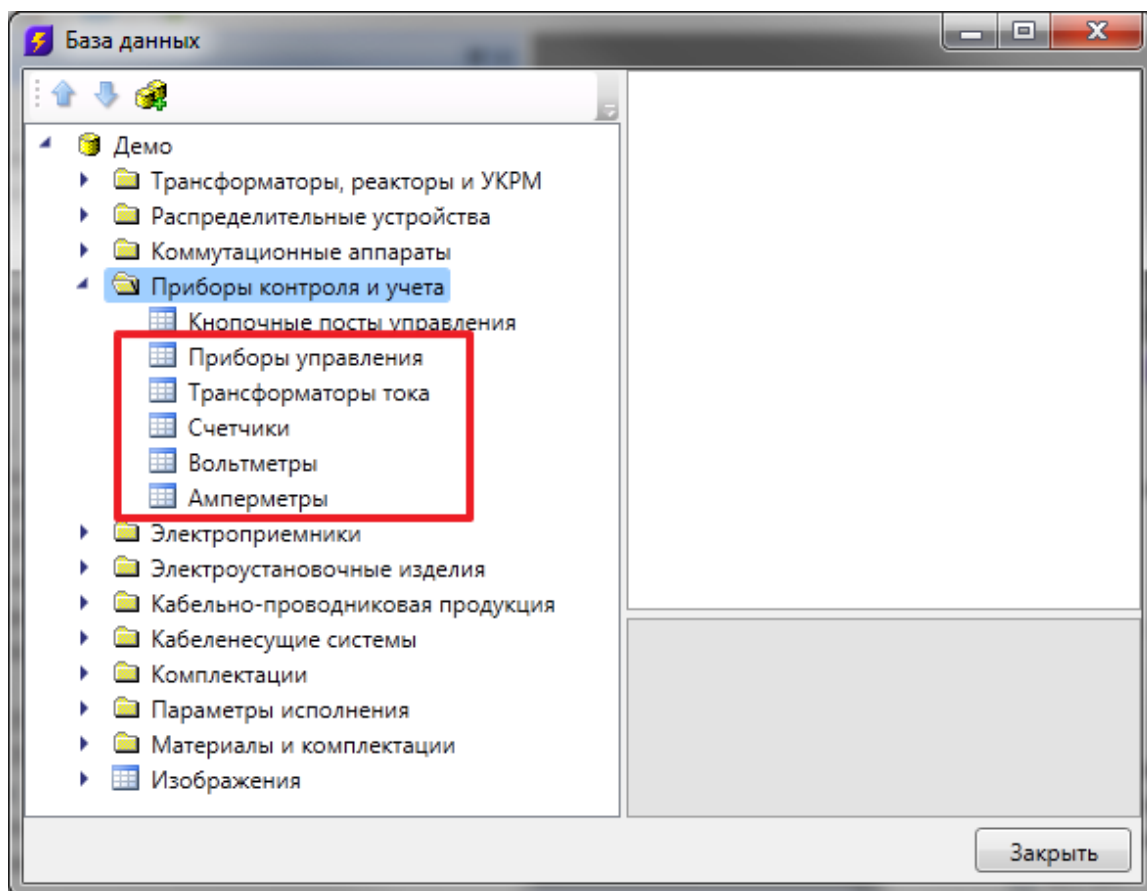 База данных
Демо
Трансформаторы, реакторы и УКРМ
Распределительные устройства
Коммутационные аппараты
Приборы контроля и учета
Кнопочные посты управления
Приборы управления
Трансформаторы тока
Счетчики
Вольтметры
Амперметры
Электроприемники
Электроустановочные изделия
Кабельно-проводниковая продукция
Кабеленесущие системы
Комплектации
Параметры исполнения
Материалы и комплектации
Изображения
Закрыть